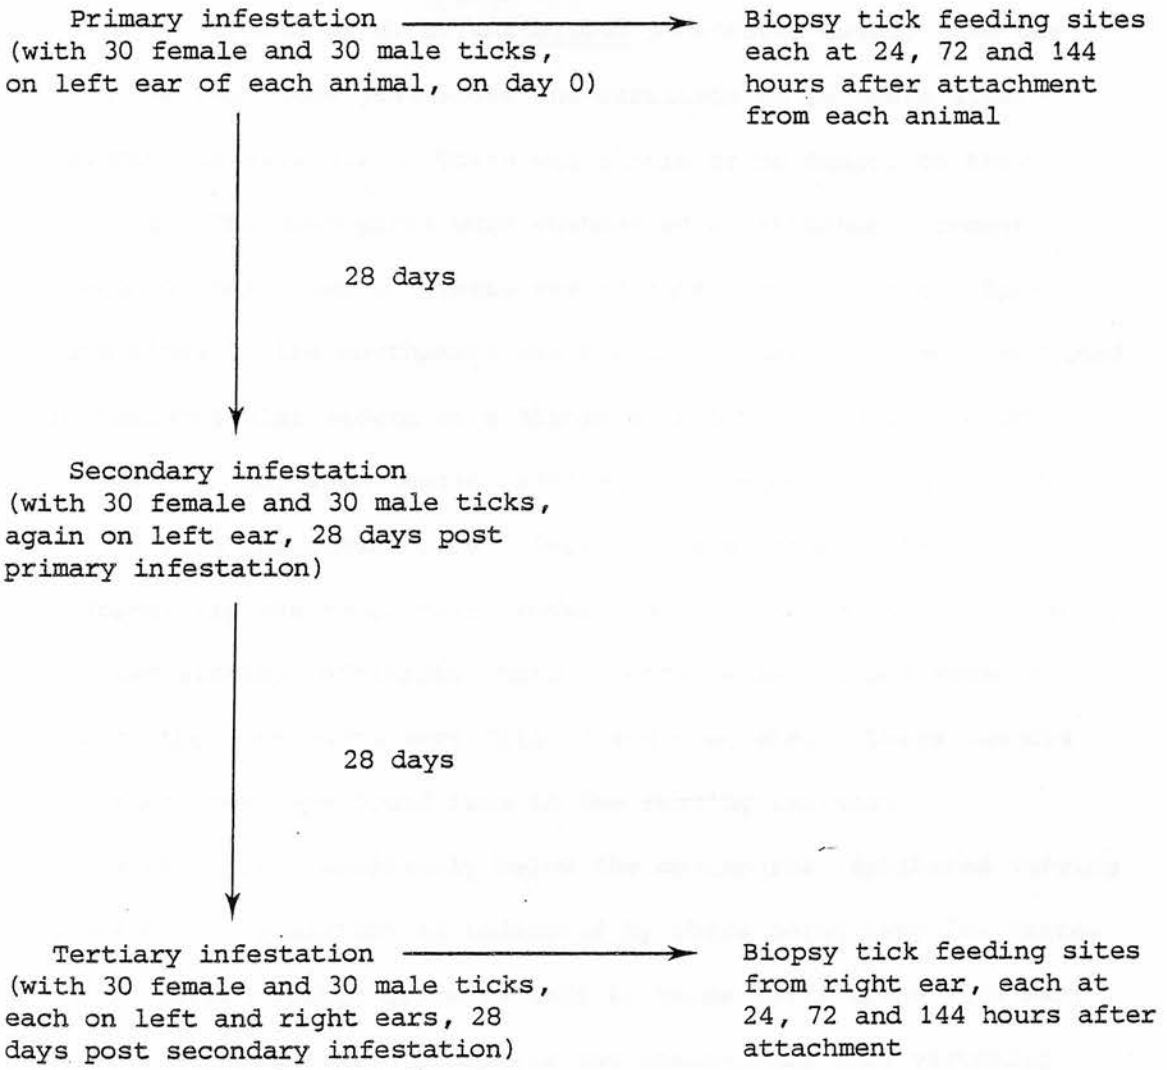 Primary infestation
(with 30 female and 30 male ticks,
on left ear of each animal, on day 0)
Biopsy tick feeding sites
each at 24, 72 and 144
hours after attachment
from each animal
28 days
Secondary infestation
(with 30 female and 30 male ticks,
again on left ear, 28 days post
primary infestation)
28 days
Tertiary infestation
(with 30 female and 30 male ticks,
each on left and right ears, 28
days post secondary infestation)
Biopsy tick feeding sites
from right ear, each at
24, 72 and 144 hours after
attachment